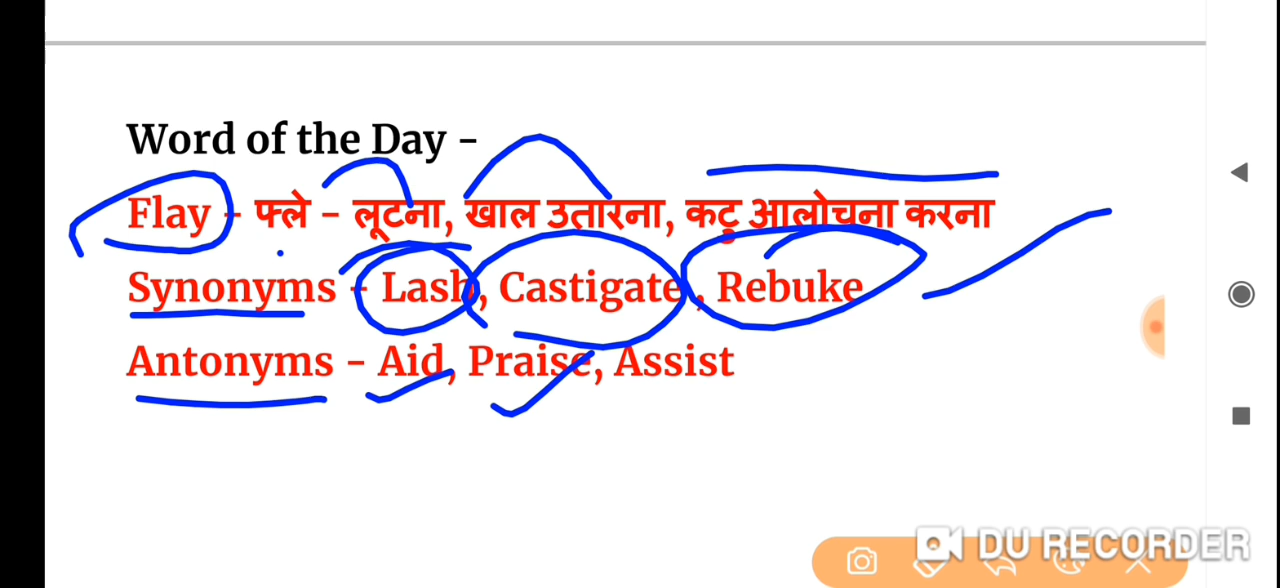 Word of the Day -
Flay - फ्ले - लूटना, खाल उतारना, कटु आलोचना करना
Synonyms - Lash, Castigate, Rebuke
Antonyms - Aid, Praise, Assist
DU RECORDER